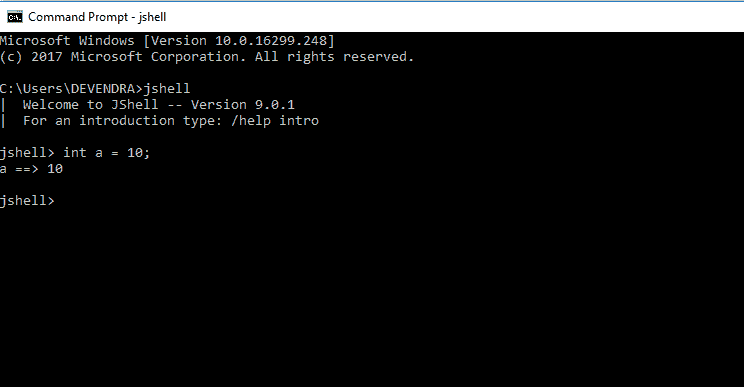 Command Prompt - jshell
Microsoft Windows [Version 10.0.16299.248]
(c) 2017 Microsoft Corporation. All rights reserved.
C:\Users\DEVENDRA>jshell
|  Welcome to JShell -- Version 9.0.1
|  For an introduction type: /help intro
jshell> int a = 10;
a ==> 10
jshell>